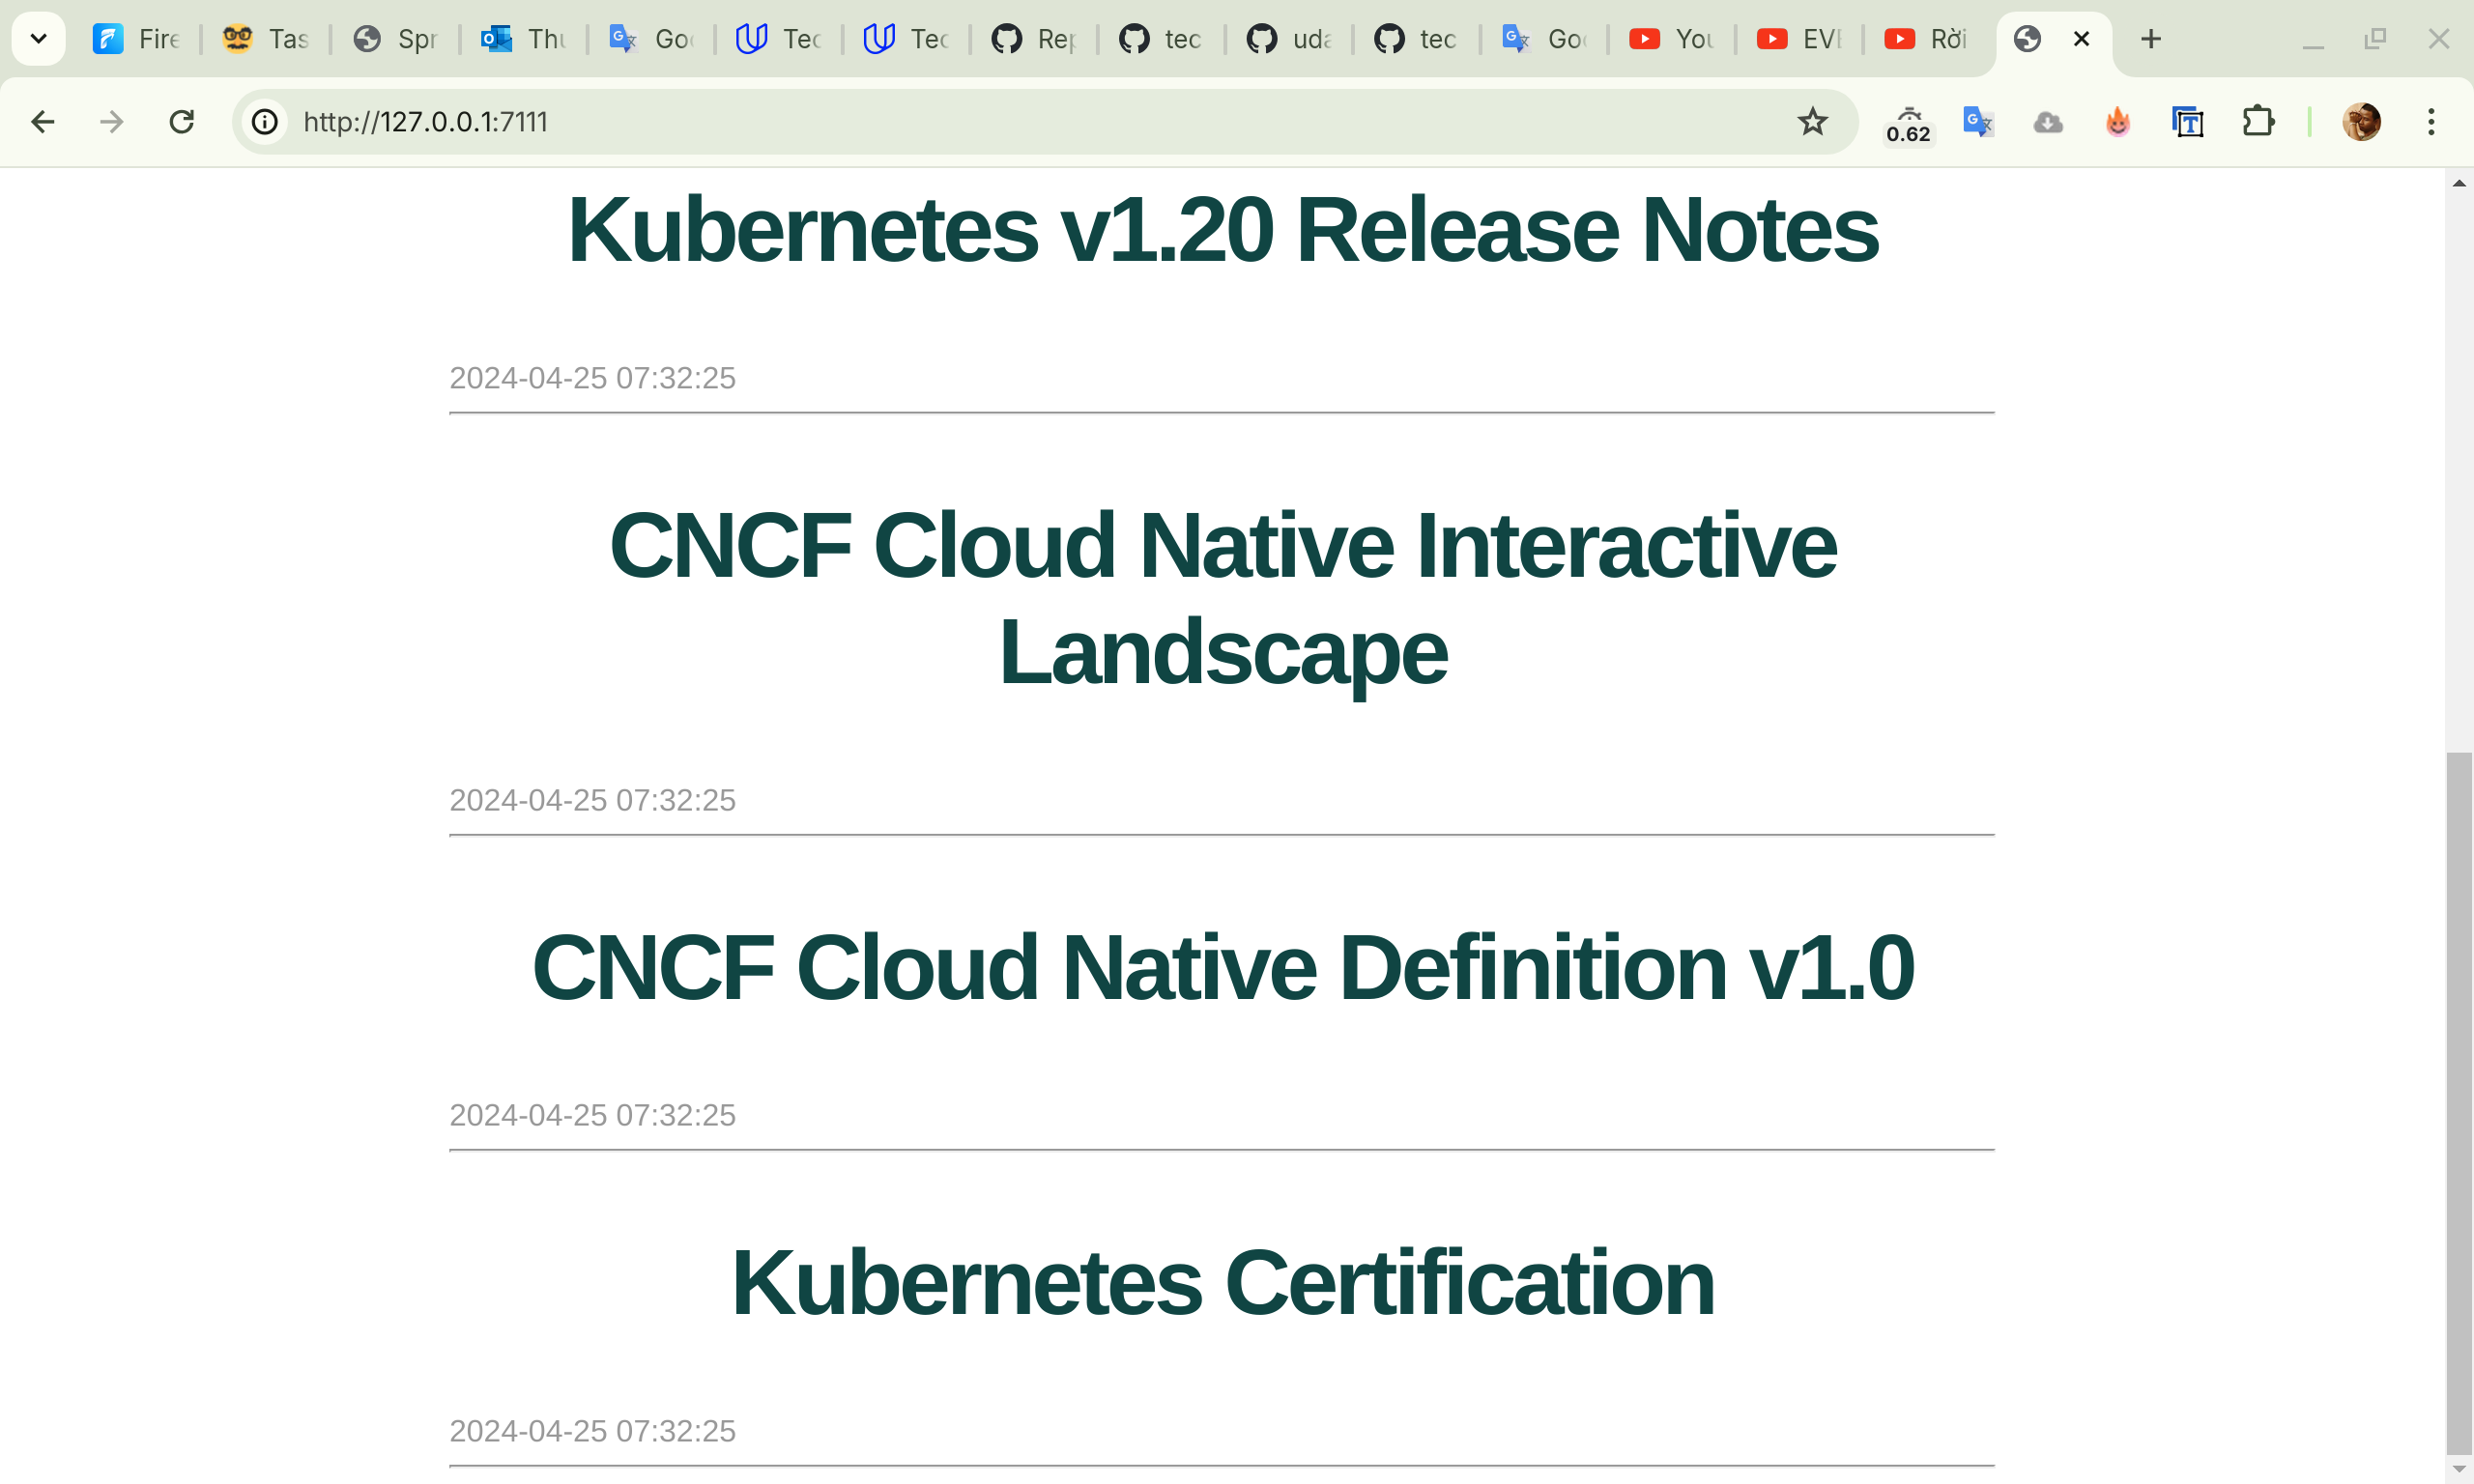 Fire
Tas
Spr
Thu
Goo
Tec
Tec
Rep
tec
uda
tec
Goo
You
EVE
Rời
http://127.0.0.1:7111
0.62
Kubernetes v1.20 Release Notes
2024-04-25 07:32:25
CNCF Cloud Native Interactive
Landscape
2024-04-25 07:32:25
CNCF Cloud Native Definition v1.0
2024-04-25 07:32:25
Kubernetes Certification
2024-04-25 07:32:25